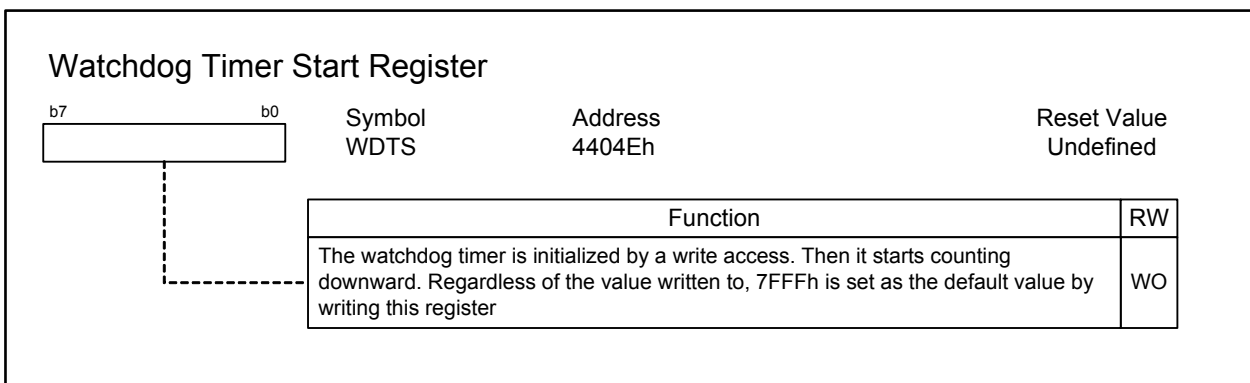 Watchdog Timer Start Register
b7 b0 Symbol Address Reset Value
WDTS 4404Eh Undefined
Function RW
The watchdog timer is initialized by a write access. Then it starts counting
downward. Regardless of the value written to, 7FFFh is set as the default value by
writing this register
WO